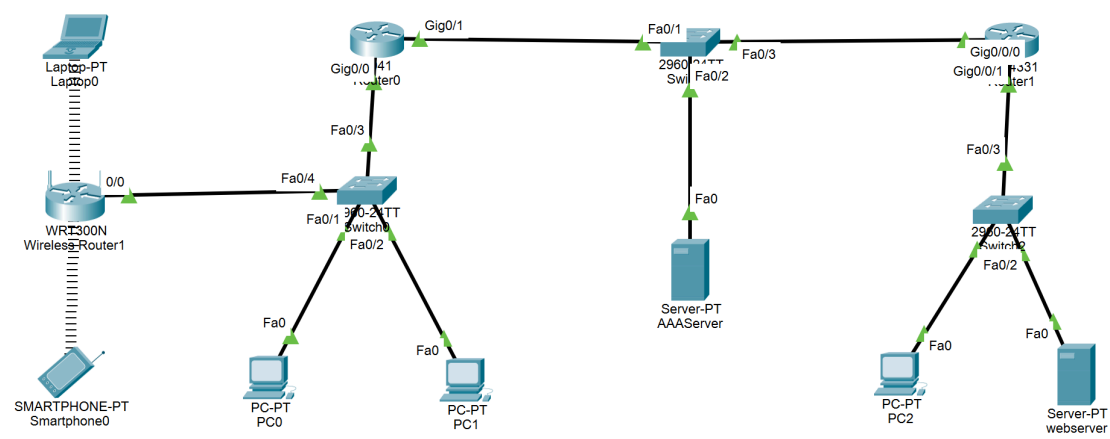 Gig0/1
Fa0/1
Fa0/3
Gig0/0/0
Laptop-PT
Laptop0
Gig0/0
41
Router0
2960-24TT
Fa0/2
Gig0/0/1
Fa0/3
Fa0/3
0/0
Fa0/4
Fa0/1
Switch0
Fa0/2
WRT300N
Wireless Router1
Fa0
2960-24TT
Fa0/2
Server-PT
AAAServer
Fa0
Fa0
Fa0
Fa0
SMARTPHONE-PT
Smartphone0
PC-PT
PC0
PC-PT
PC1
PC-PT
PC2
Server-PT
webserver